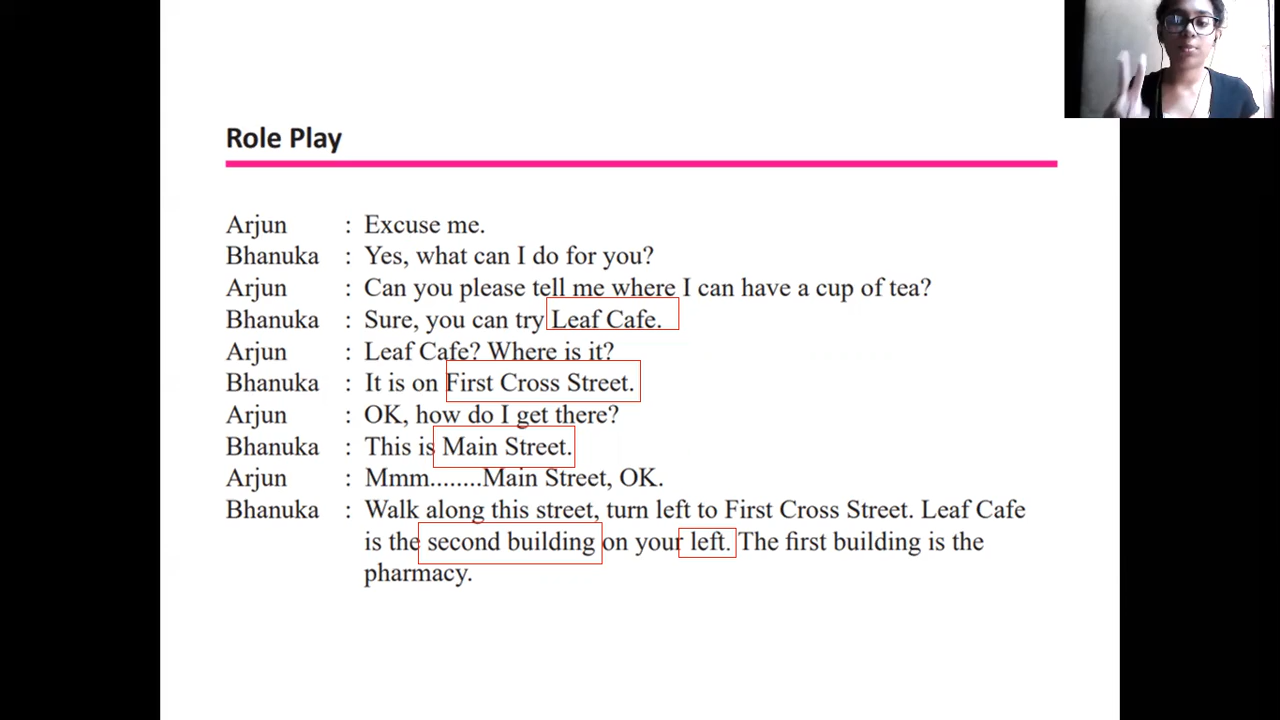 Role Play
Arjun : Excuse me.
Bhanuka : Yes, what can I do for you?
Arjun : Can you please tell me where I can have a cup of tea?
Bhanuka : Sure, you can try Leaf Cafe.
Arjun : Leaf Cafe? Where is it?
Bhanuka : It is on First Cross Street.
Arjun : OK, how do I get there?
Bhanuka : This is Main Street.
Arjun : Mmm........Main Street, OK.
Bhanuka : Walk along this street, turn left to First Cross Street. Leaf Cafe
is the second building on your left. The first building is the
pharmacy.